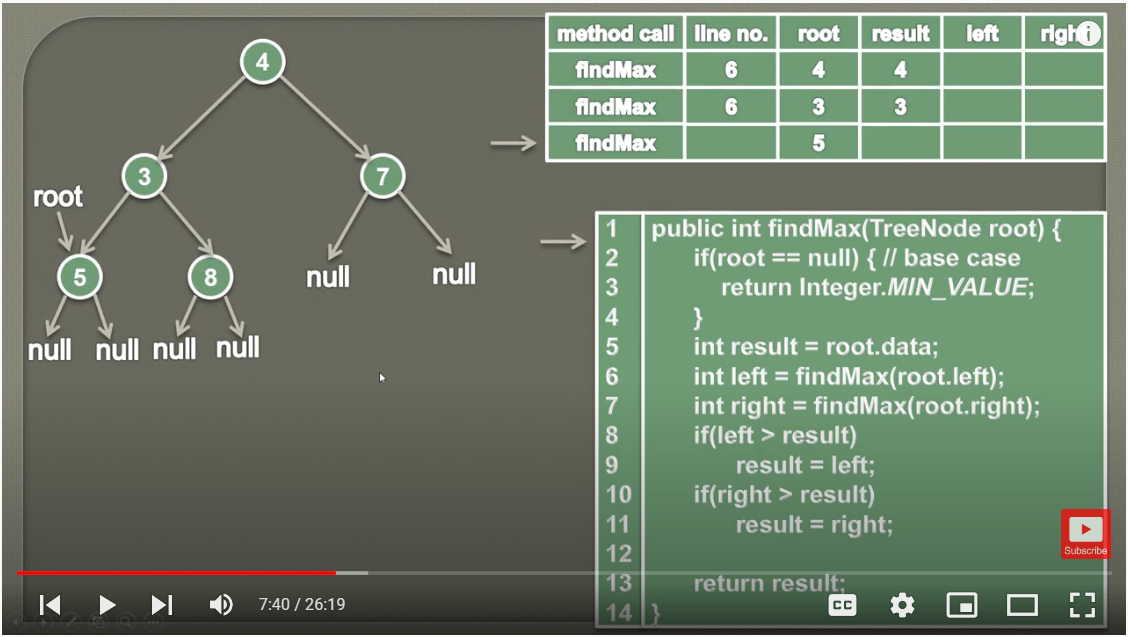 method call line no. root result left right
findMax 6 4 4
findMax 6 3 3
findMax 5
4
3 7
root
5 8 null null
null null null null
1 public int findMax(TreeNode root) {
2 if(root == null) { // base case
3 return Integer.MIN_VALUE;
4 }
5 int result = root.data;
6 int left = findMax(root.left);
7 int right = findMax(root.right);
8 if(left > result)
9 result = left;
10 if(right > result)
11 result = right;
12
13 return result;
14 }
Subscribe
7:40 / 26:19
CC